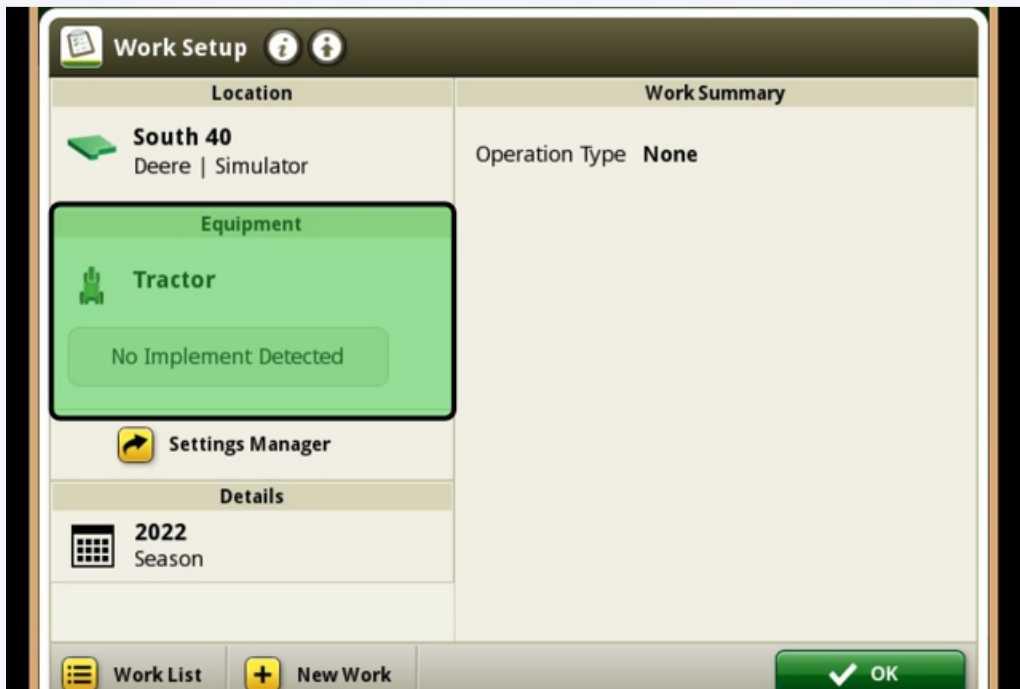 Work Setup
Location
South 40
Deere | Simulator
Equipment
Tractor
No Implement Detected
Settings Manager
Details
2022
Season
Work Summary
Operation Type None
Work List
New Work
OK